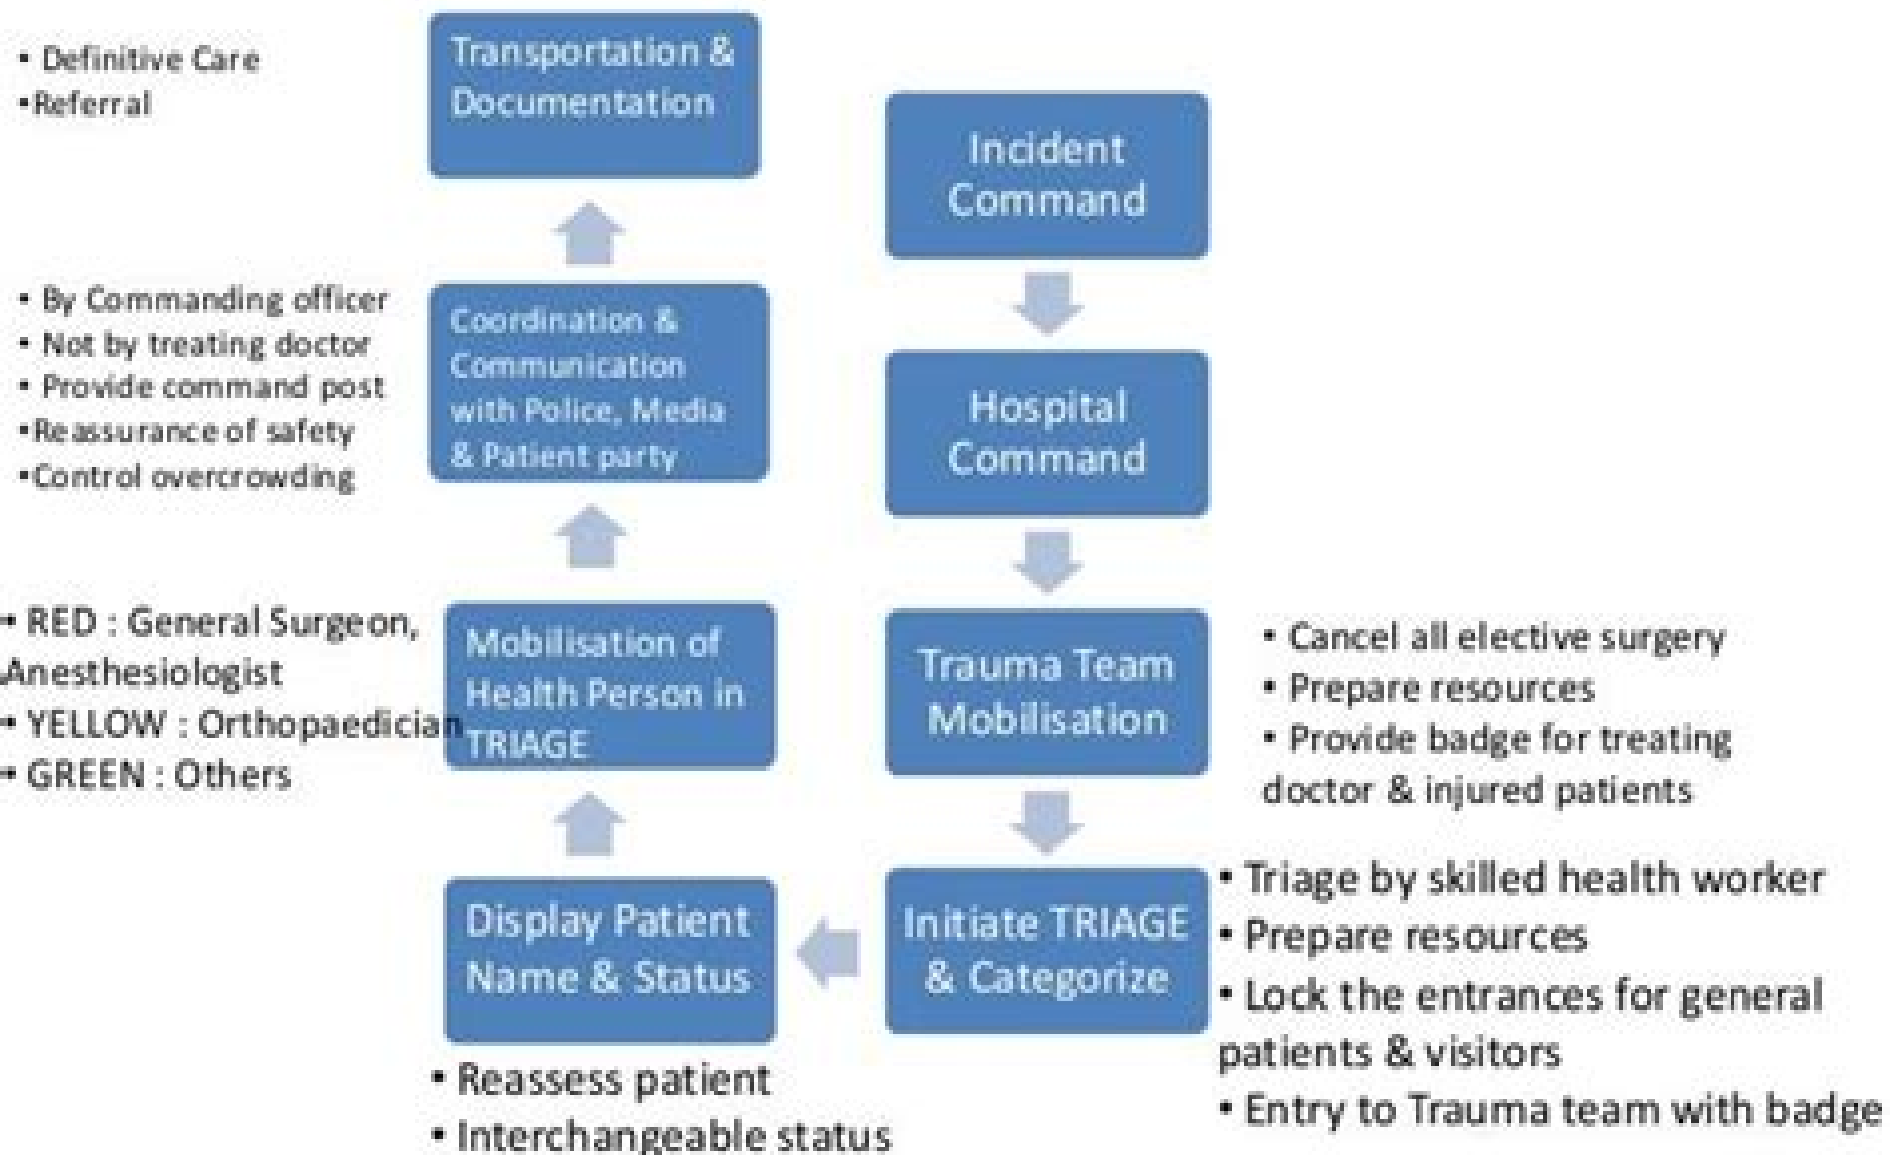 • Definitive Care
•Referral
Transportation &
Documentation
Incident
Command
• By Commanding officer
• Not by treating doctor
• Provide command post
•Reassurance of safety
•Control overcrowding
Coordination &
Communication
with Police, Media
& Patient party
Hospital
Command
• RED : General Surgeon,
Anesthesiologist
• YELLOW : Orthopaedician
• GREEN : Others
Mobilisation of
Health Person in
TRIAGE
Trauma Team
Mobilisation
• Cancel all elective surgery
• Prepare resources
• Provide badge for treating
doctor & injured patients
Display Patient
Name & Status
• Reassess patient
• Interchangeable status
Initiate TRIAGE
& Categorize
• Triage by skilled health worker
• Prepare resources
• Lock the entrances for general
patients & visitors
• Entry to Trauma team with badge